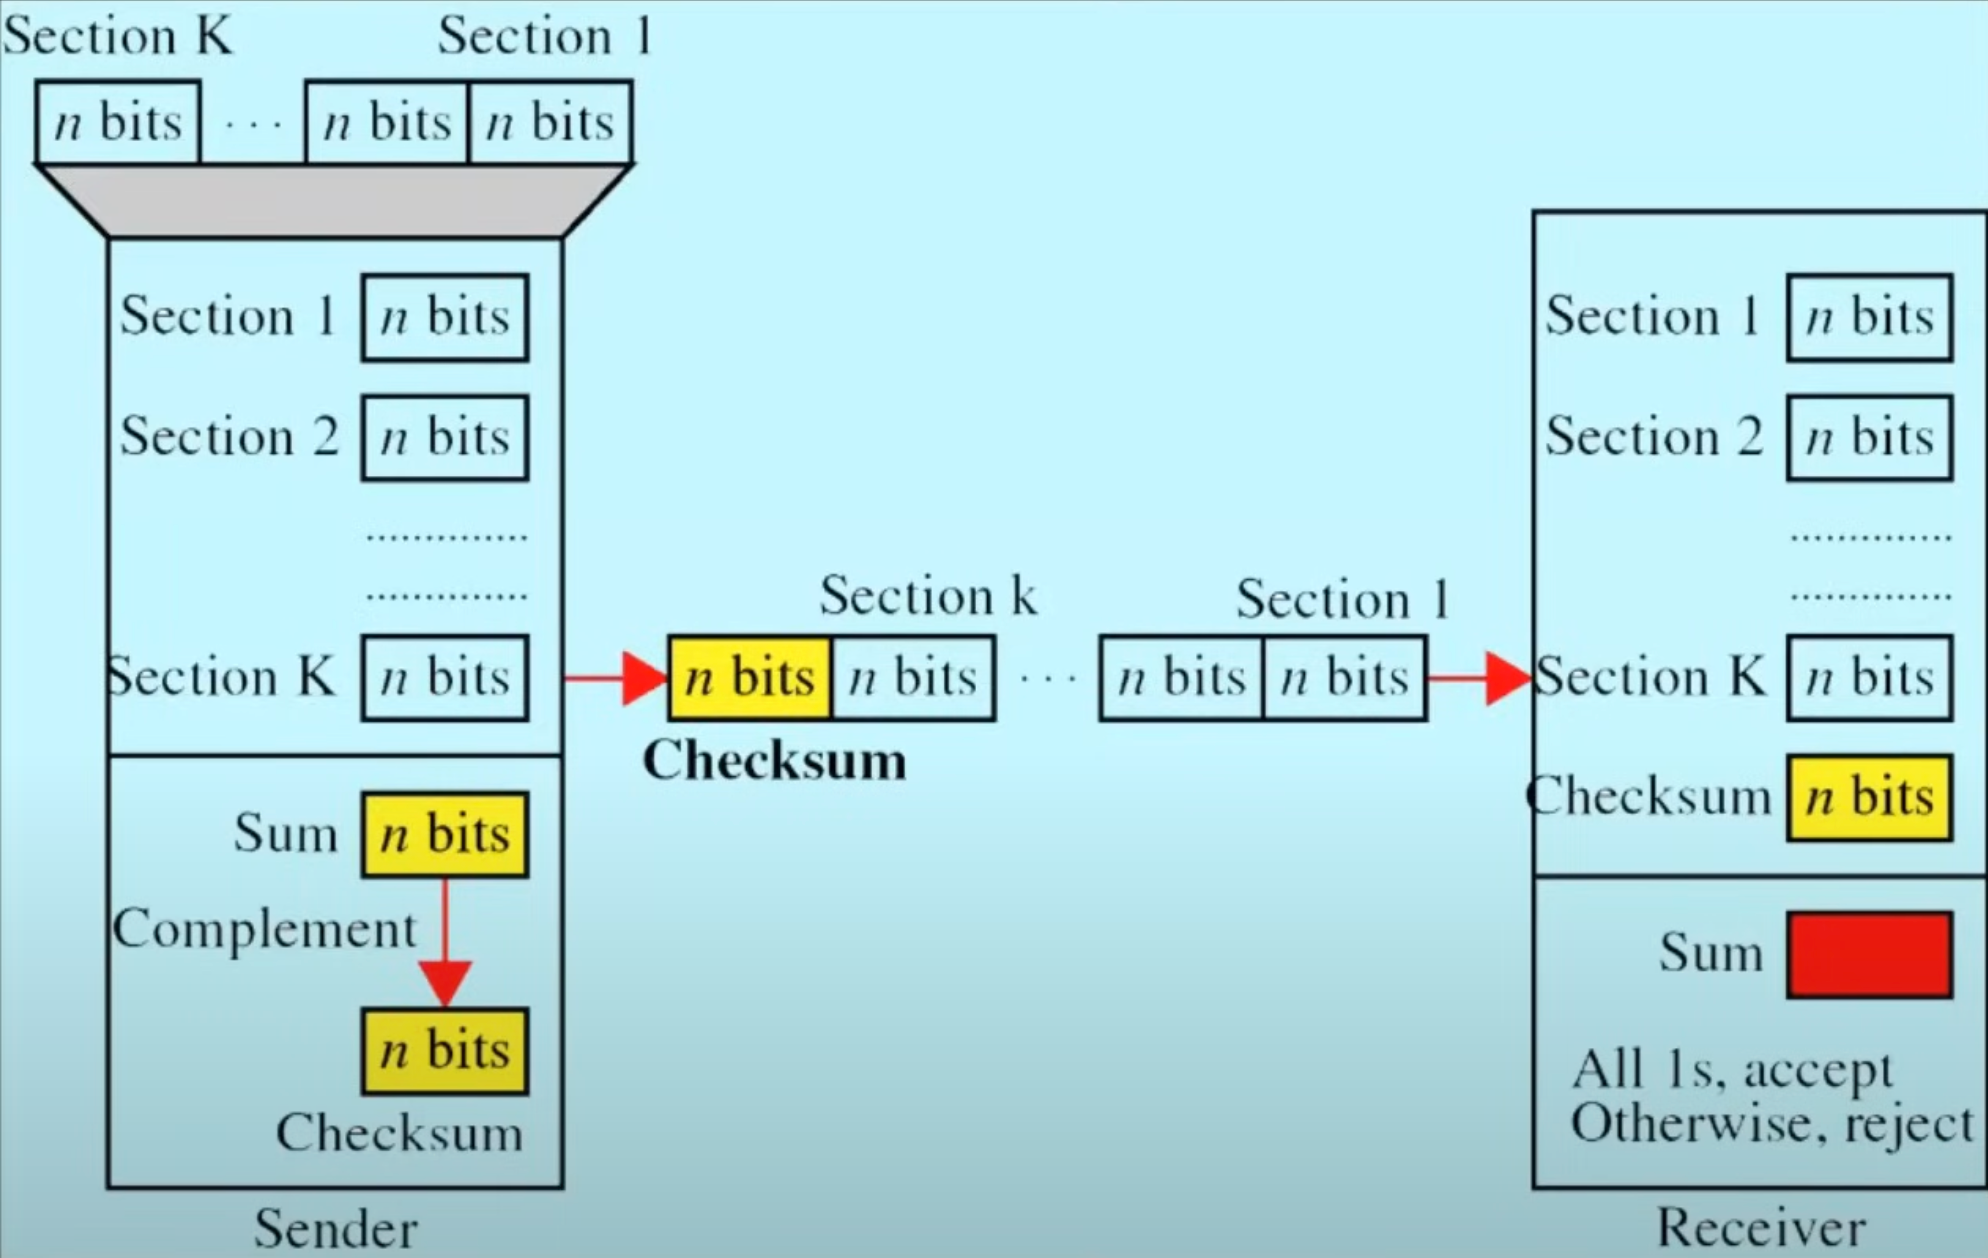 Section K Section 1
n bits ... n bits n bits
Section 1 n bits
Section 2 n bits
Section K n bits
Sum n bits
Complement
n bits
Checksum
Sender
Section k Section 1
n bits n bits ... n bits n bits
Checksum
Section 1 n bits
Section 2 n bits
Section K n bits
Checksum n bits
Sum
All 1s, accept
Otherwise, reject
Receiver